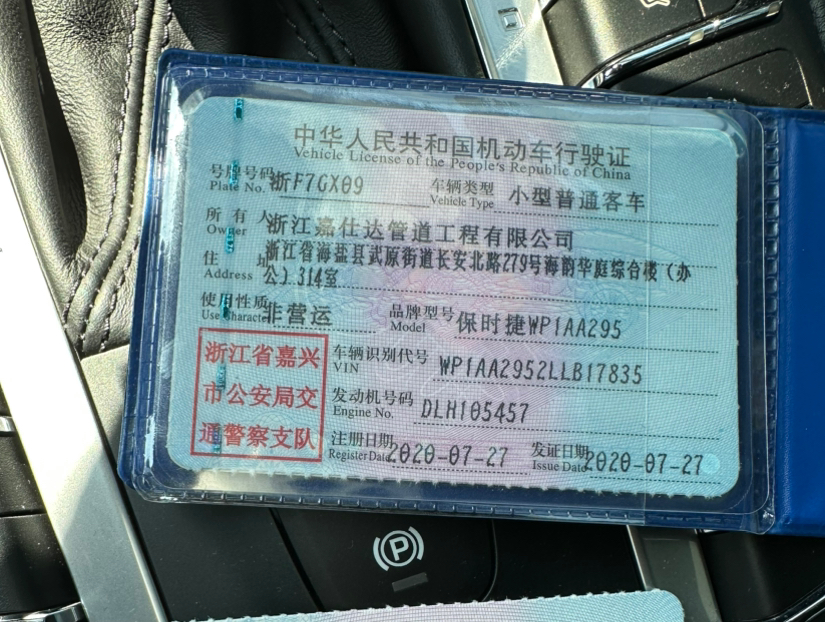 中华人民共和国机动车行驶证
Vehicle License of the People's Republic of China
号牌号码 浙F7GX09 车辆类型 小型普通客车
Plate No. Vehicle Type
所有人 浙江嘉仕达管道工程有限公司
Owner
住址 浙江省海盐县武原街道长安北路279号海韵华庭综合楼（办
Address 公）314室
使用性质 非营运 品牌型号 保时捷WP1AA295
Use Character Model
浙江省嘉兴
市公安局交
通警察支队
车辆识别代号 WP1AA2952LLB17835
VIN
发动机号码 DLH105457
Engine No.
注册日期 2020-07-27 发证日期 2020-07-27
Register Date Issue Date
P